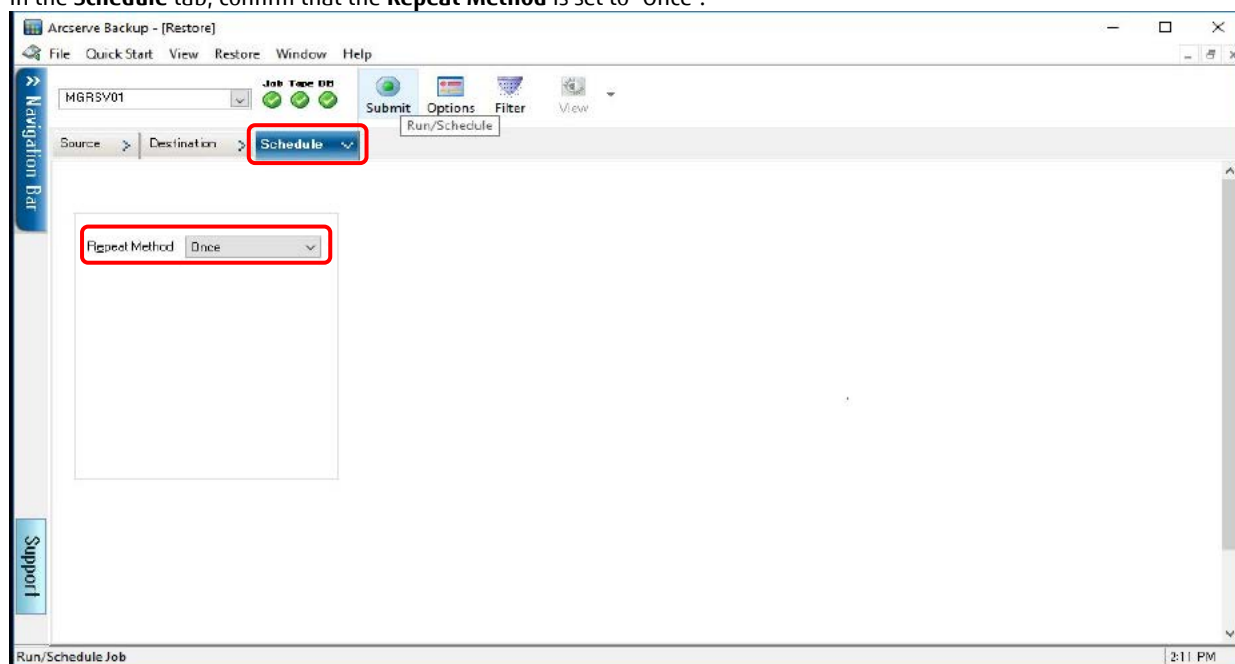 In the Schedule tab, confirm that the Repeat Method is set to "Once".
Arcserve Backup - [Restore]
File Quick Start View Restore Window Help
Navigation Bar
MGRSV01
Job Tape DB
Submit Options Filter View
Run/Schedule
Source Destination Schedule
Repeat Method Once
Support
Run/Schedule Job 2:11 PM